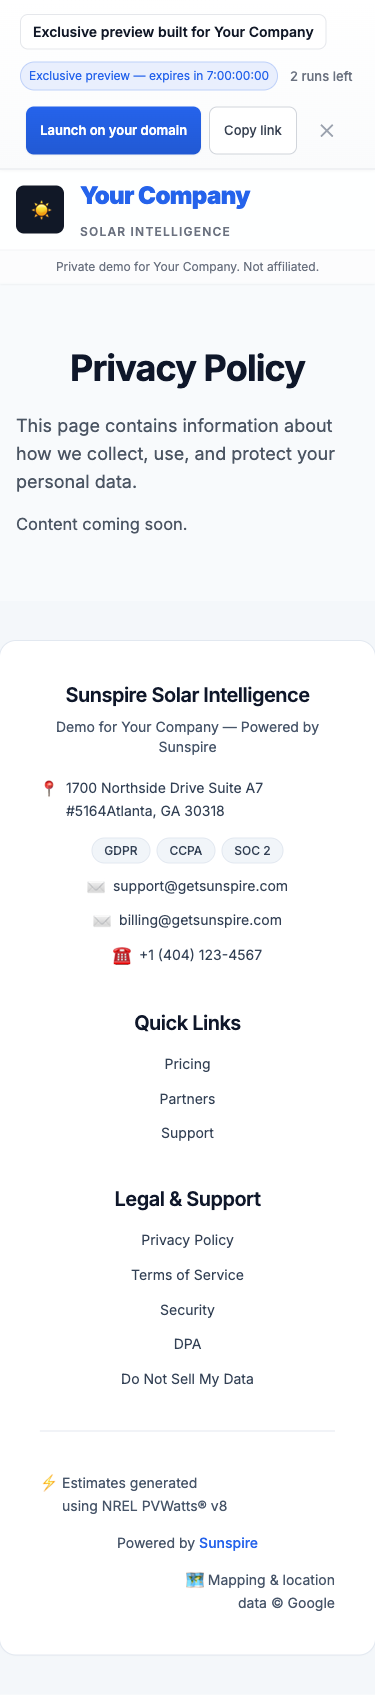 Exclusive preview built for Your Company
Exclusive preview — expires in 7:00:00:00
2 runs left
Launch on your domain
Copy link
Your Company
SOLAR INTELLIGENCE
Private demo for Your Company. Not affiliated.
Privacy Policy
This page contains information about
how we collect, use, and protect your
personal data.
Content coming soon.
Sunspire Solar Intelligence
Demo for Your Company — Powered by
Sunspire
1700 Northside Drive Suite A7
#5164Atlanta, GA 30318
GDPR
CCPA
SOC 2
support@getsunspire.com
billing@getsunspire.com
+1 (404) 123-4567
Quick Links
Pricing
Partners
Support
Legal & Support
Privacy Policy
Terms of Service
Security
DPA
Do Not Sell My Data
Estimates generated
using NREL PVWatts® v8
Powered by Sunspire
Mapping & location
data © Google